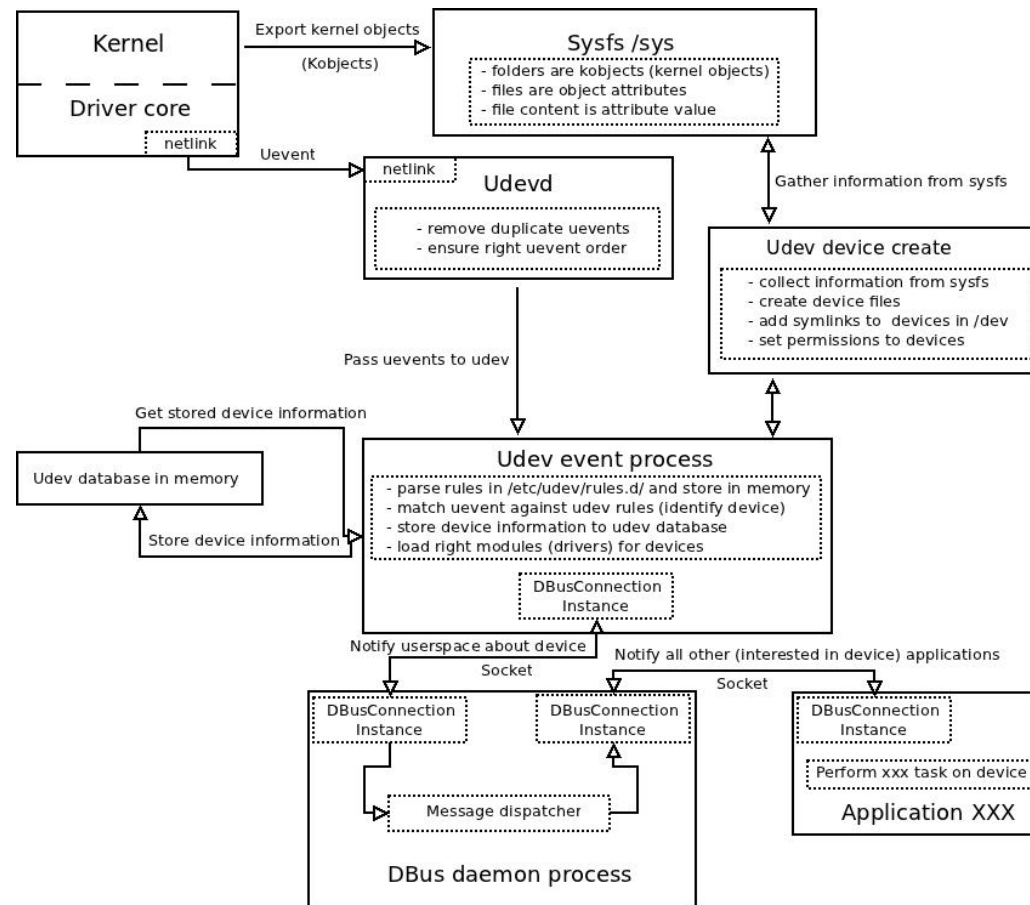 Kernel
Driver core
netlink
Export kernel objects
(Kobjects)
Sysfs /sys
- folders are kobjects (kernel objects)
- files are object attributes
- file content is attribute value
Uevent
netlink
Udevd
- remove duplicate uevents
- ensure right uevent order
Gather information from sysfs
Udev device create
- collect information from sysfs
- create device files
- add symlinks to devices in /dev
- set permissions to devices
Pass uevents to udev
Get stored device information
Udev database in memory
Store device information
Udev event process
- parse rules in /etc/udev/rules.d/ and store in memory
- match uevent against udev rules (identify device)
- store device information to udev database
- load right modules (drivers) for devices
DBusConnection
Instance
Notify userspace about device
Socket
Notify all other (interested in device) applications
Socket
DBusConnection
Instance
DBusConnection
Instance
Message dispatcher
DBus daemon process
DBusConnection
Instance
Perform xxx task on device
Application XXX